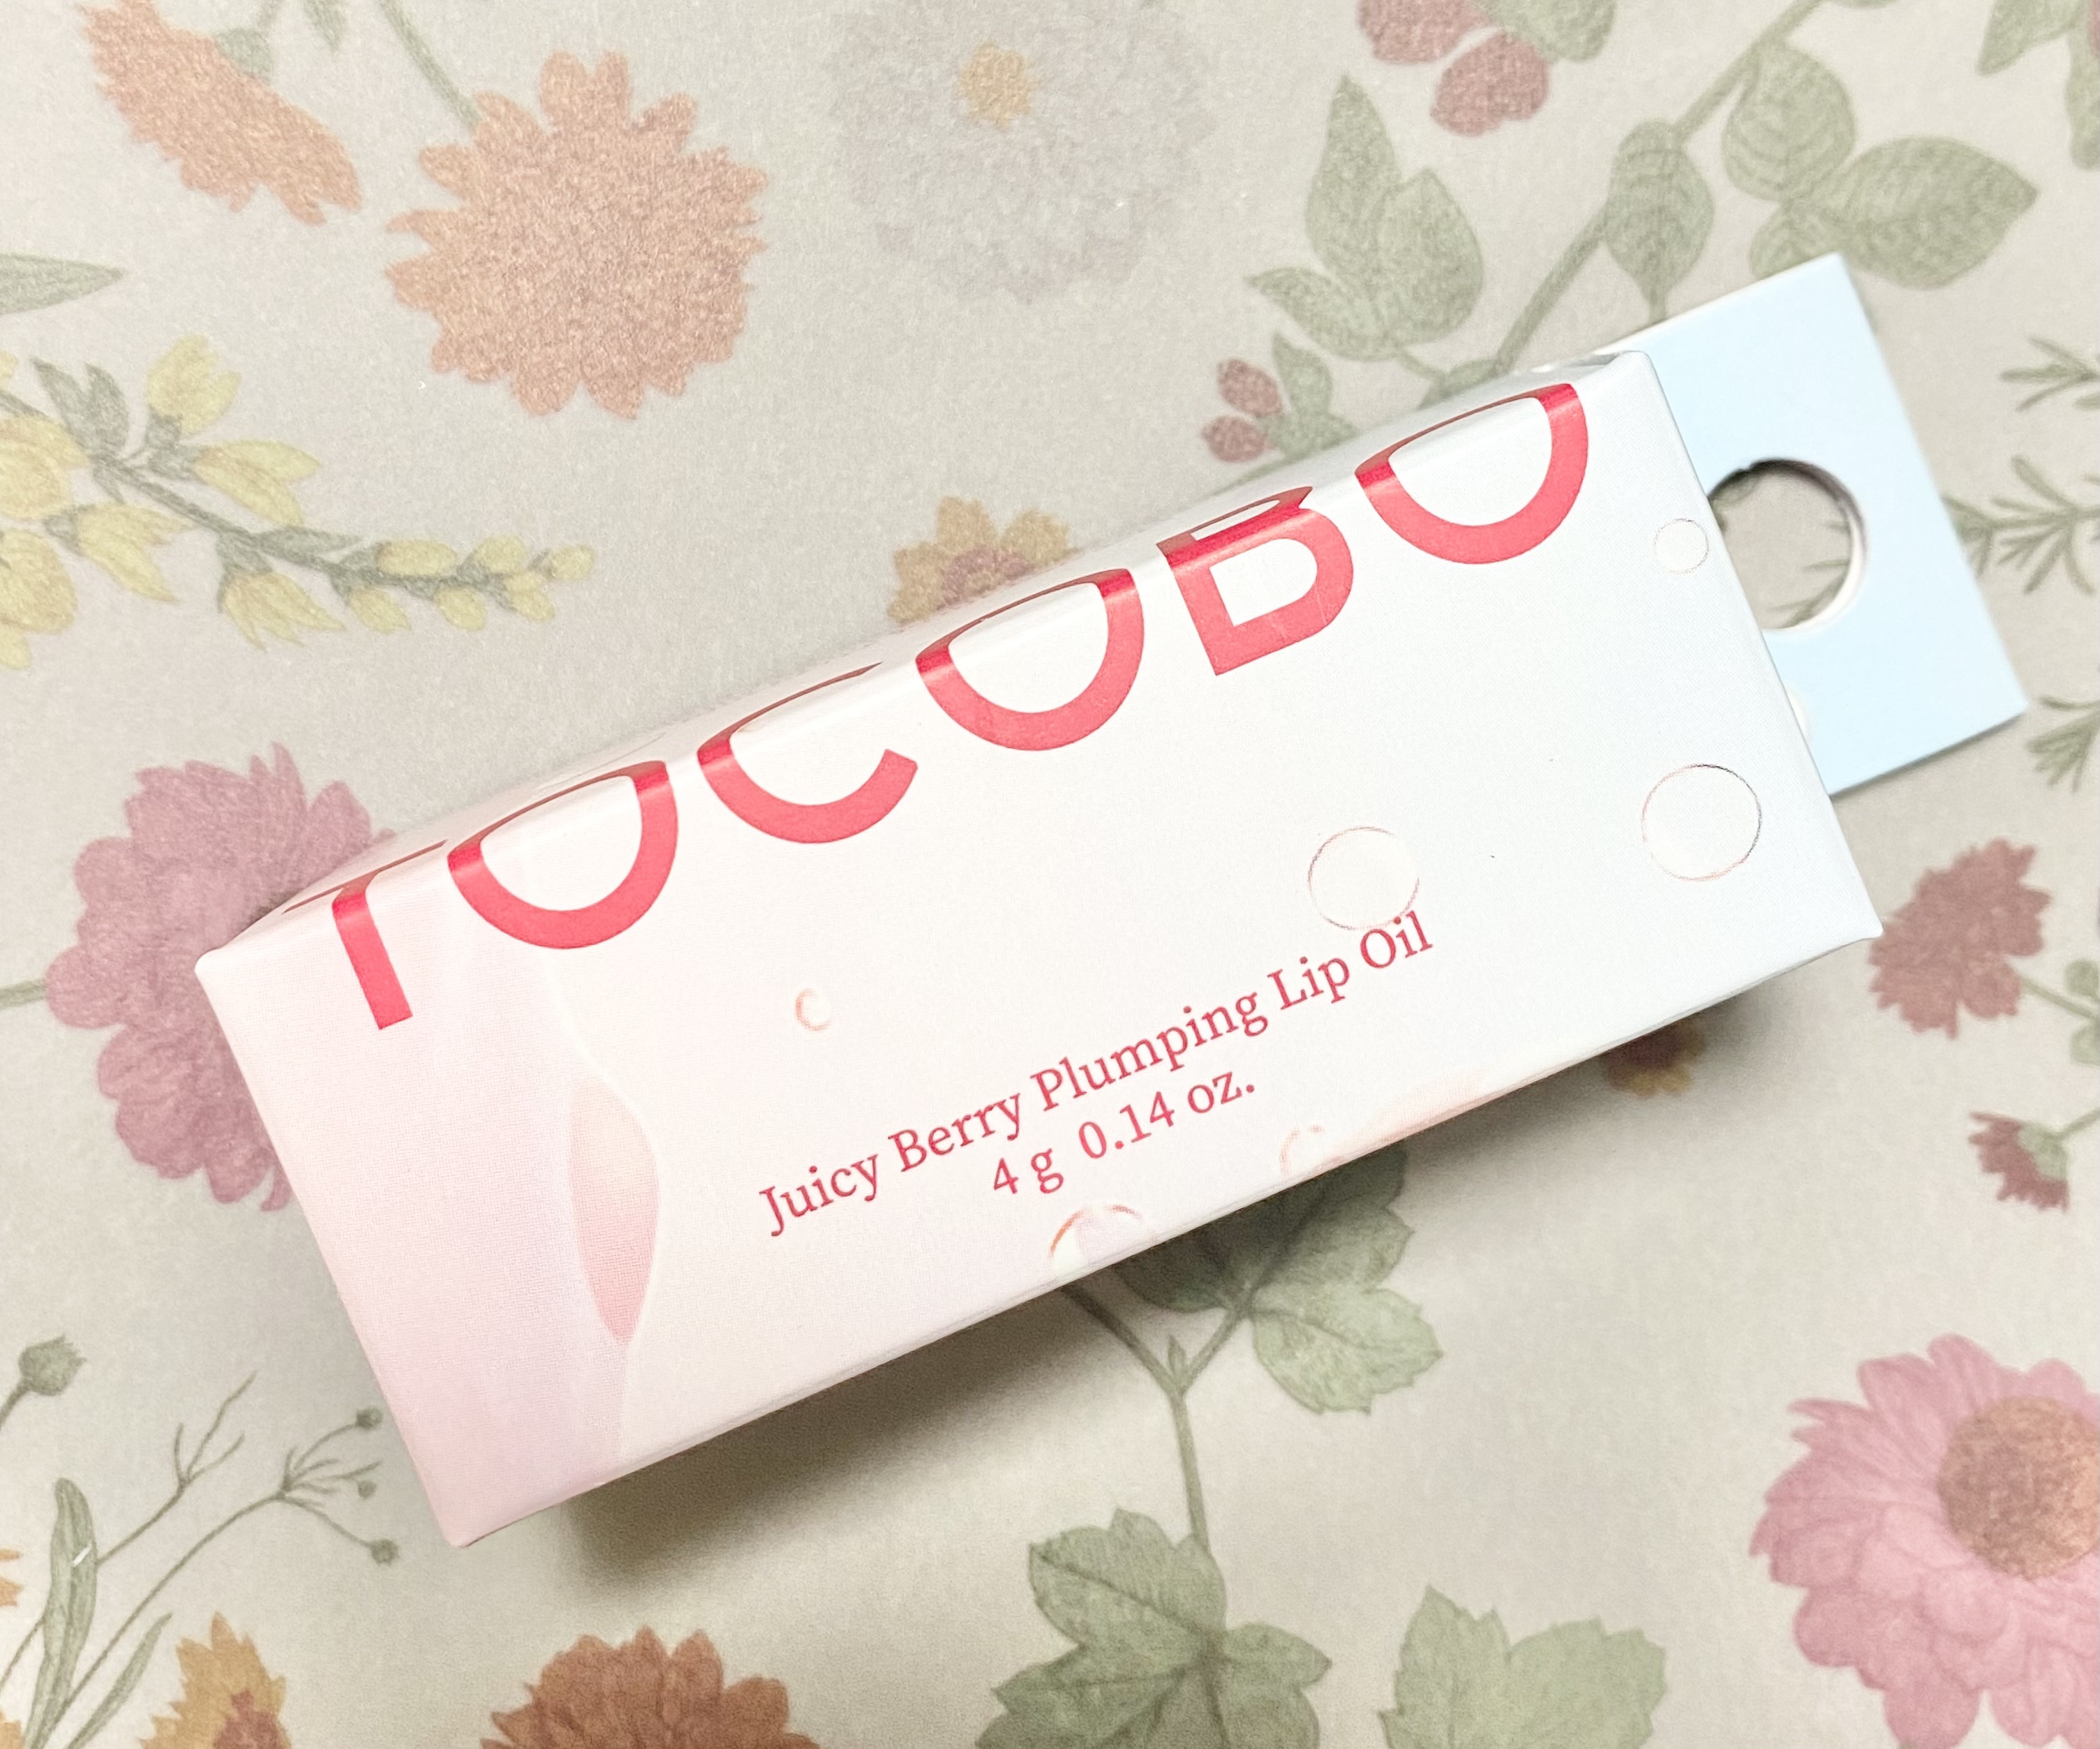 TOCOBO
Juicy Berry Plumping Lip Oil
4 g 0.14 oz.